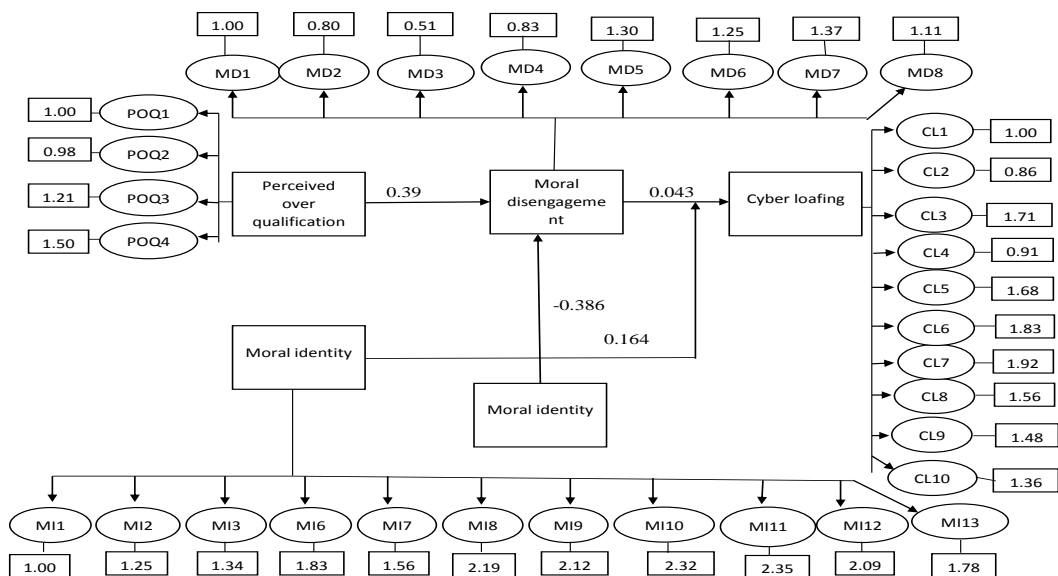 1.00
0.80
0.51
0.83
1.30
1.25
1.37
1.11
MD1
MD2
MD3
MD4
MD5
MD6
MD7
MD8
1.00
POQ1
0.98
POQ2
1.21
POQ3
1.50
POQ4
Perceived
over
qualification
0.39
Moral
disengageme
nt
0.043
Cyber loafing
CL1
1.00
CL2
0.86
CL3
1.71
CL4
0.91
CL5
1.68
CL6
1.83
CL7
1.92
CL8
1.56
CL9
1.48
CL10
1.36
-0.386
0.164
Moral identity
Moral identity
MI1
MI2
MI3
MI6
MI7
MI8
MI9
MI10
MI11
MI12
MI13
1.00
1.25
1.34
1.83
1.56
2.19
2.12
2.32
2.35
2.09
1.78